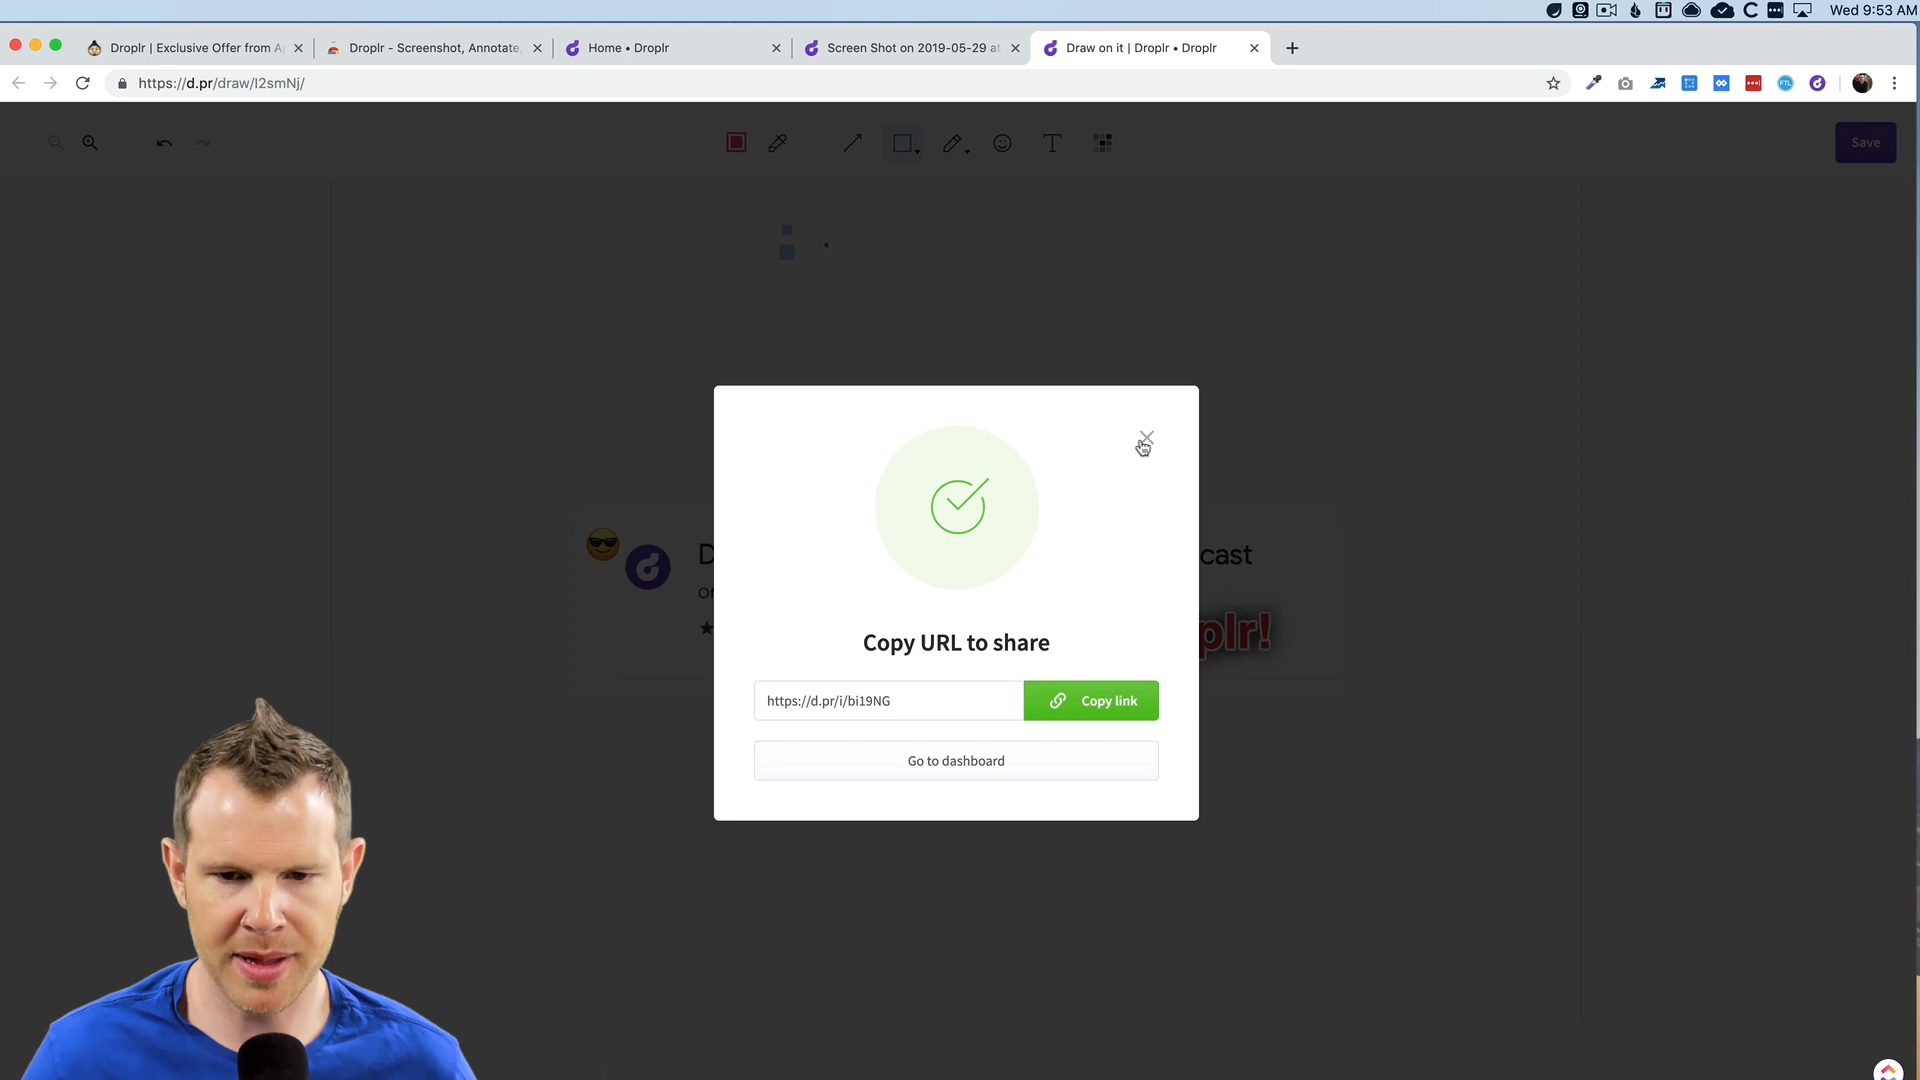 Wed 9:53 AM
Droplr | Exclusive Offer from A
Droplr - Screenshot, Annotate,
Home • Droplr
Screen Shot on 2019-05-29 at
Draw on it | Droplr • Droplr
https://d.pr/draw/I2smNj/
FTL
T
Save
D
cast
Of
plr!
Copy URL to share
https://d.pr/i/bi19NG
Copy link
Go to dashboard